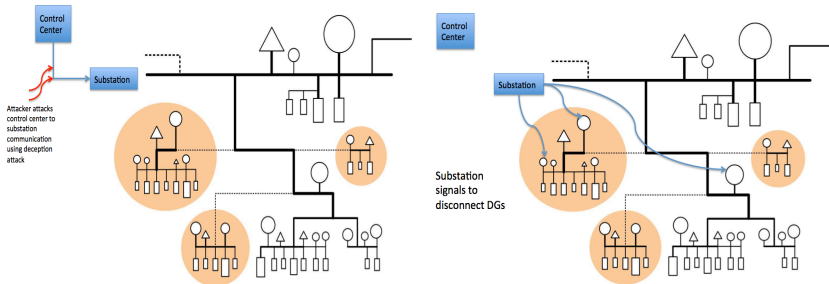 Control
Center
Substation
Attacker attacks
control center to
substation
communication
using deception
attack
Control
Center
Substation
Substation
signals to
disconnect DGs